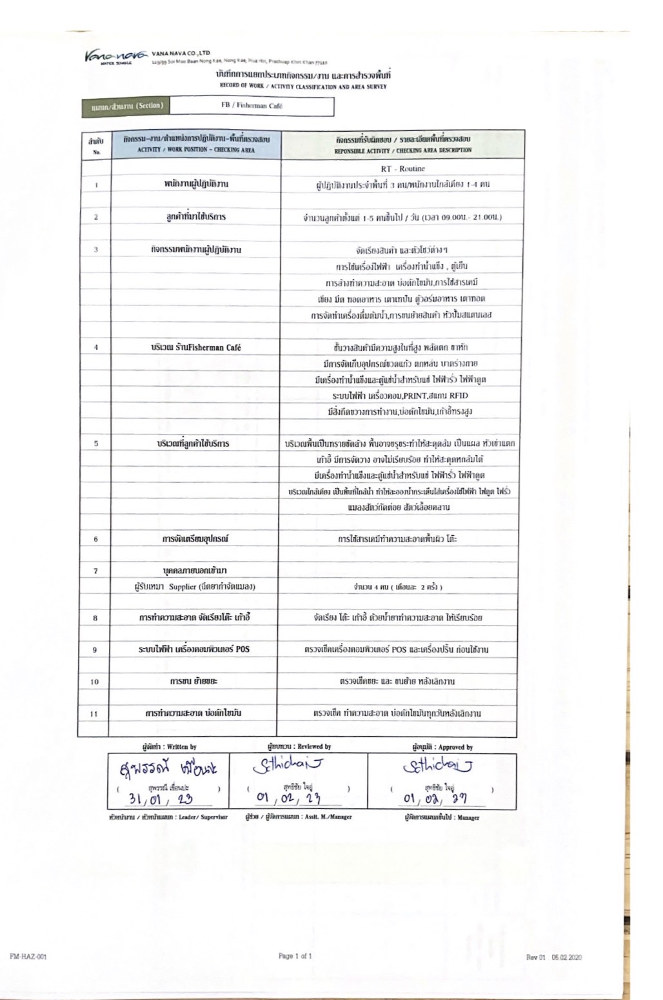 Vana nava VANA NAVA CO.,LTD
WATER JUNGLE 129/99 Soi Moo Baan Nong Kae, Nong Kae, Hua Hin, Prachuap Khiri Khan 77110
บันทึกการแยกประเภทกิจกรรม/งาน และการสำรวจพื้นที่
RECORD OF WORK / ACTIVITY CLASSIFICATION AND AREA SURVEY
แผนก/ส่วนงาน (Section) FB / Fisherman Café
ลำดับ กิจกรรม-งาน/ตำแหน่งการปฏิบัติงาน-พื้นที่ตรวจสอบ กิจกรรมที่รับผิดชอบ / รายละเอียดพื้นที่ตรวจสอบ
No. ACTIVITY / WORK POSITION - CHECKING AREA REPONSIBLE ACTIVITY / CHECKING AREA DESCRIPTION
RT - Routine
1 พนักงานผู้ปฏิบัติงาน ผู้ปฏิบัติงานประจำพื้นที่ 3 คน/พนักงานใกล้เคียง 1-4 คน
2 ลูกค้าที่มาใช้บริการ จำนวนลูกค้าตั้งแต่ 1-5 คนขึ้นไป / วัน (เวลา 09.00น.- 21.00น.)
3 กิจกรรมพนักงานผู้ปฏิบัติงาน จัดเรียงสินค้า และตัวโชว์ต่างๆ
การใช้เครื่องไฟฟ้า เครื่องทำน้ำแข็ง , ตู้เย็น
การล้างทำความสะอาด บ่อดักไขมัน,การใช้สารเคมี
เขียง มีด ทอดอาหาร เตาเทปัน ตู้วอร์มอาหาร เตาทอด
การจัดทำเครื่องดื่มต้มน้ำ,การขนย้ายสินค้า หัวปั๊มสแตนเลส
4 บริเวณ ร้านFisherman Café ชั้นวางสินค้ามีความสูงในที่สูง พลัดตก ขาหัก
มีการจัดเก็บอุปกรณ์ขวดแก้ว ตกหล่น บาดร่างกาย
มีเครื่องทำน้ำแข็งและตู้แช่น้ำสำหรับแช่ ไฟฟ้ารั่ว ไฟฟ้าดูด
ระบบไฟฟ้า เครื่องคอม,PRINT,สแกน RFID
มีสิ่งกีดขวางการทำงาน,บ่อดักไขมัน,เก้าอี้ทรงสูง
5 บริเวณที่ลูกค้าใช้บริการ บริเวณพื้นเป็นทรายขัดล้าง พื้นอาจขรุขระทำให้สะดุดล้ม เป็นแผล หัวเข่าแตก
เก้าอี้ มีการจัดวาง อาจไม่เรียบร้อย ทำให้สะดุดหกล้มได้
มีเครื่องทำน้ำแข็งและตู้แช่น้ำสำหรับแช่ ไฟฟ้ารั่ว ไฟฟ้าดูด
บริเวณใกล้เคียง เป็นพื้นที่ใกล้น้ำ ทำให้ละอองน้ำกระเด็นใส่เครื่องใช้ไฟฟ้า ไฟดูด ไฟรั่ว
แมลงสัตว์กัดต่อย สัตว์เลื้อยคลาน
6 การจัดเตรียมอุปกรณ์ การใช้สารเคมีทำความสะอาดพื้นผิว โต๊ะ
7 บุคคลภายนอกเข้ามา
ผู้รับเหมา Supplier (ฉีดยากำจัดแมลง) จำนวน 4 คน ( เดือนละ 2 ครั้ง )
8 การทำความสะอาด จัดเรียงโต๊ะ เก้าอี้ จัดเรียง โต๊ะ เก้าอี้ ด้วยน้ำยาทำความสะอาด ให้เรียบร้อย
9 ระบบไฟฟ้า เครื่องคอมพิวเตอร์ POS ตรวจเช็คเครื่องคอมพิวเตอร์ POS และเครื่องปริ้น ก่อนใช้งาน
10 การขน ย้ายขยะ ตรวจเช็คขยะ และ ขนย้าย หลังเลิกงาน
11 การทำความสะอาด บ่อดักไขมัน ตรวจเช็ค ทำความสะอาด บ่อดักไขมันทุกวันหลังเลิกงาน
ผู้จัดทำ : Written by ผู้ทบทวน : Reviewed by ผู้อนุมัติ : Approved by
สุพรรณี เขื่อนปะ Sethichai J Sethichai J
( สุพรรณี เขื่อนปะ ) ( สุทธิชัย ใจอู่ ) ( สุทธิชัย ใจอู่ )
31/01/23 01/02/23 01/02/23
หัวหน้างาน / หัวหน้าแผนก : Leader/ Supervisor ผู้ช่วย / ผู้จัดการแผนก : Assit. M./Manager ผู้จัดการแผนกขึ้นไป : Manager
FM-HAZ-001 Page 1 of 1 Rev 01 : 05.02.2020